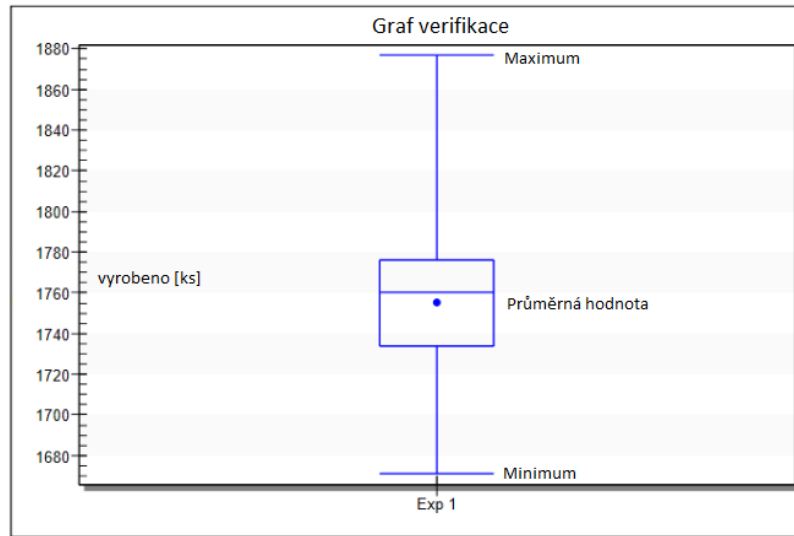 Graf verifikace
1880
Maximum
1860
1840
1820
1800
1780
vyrobeno [ks]
1760
Průměrná hodnota
1740
1720
1700
1680
Minimum
Exp 1